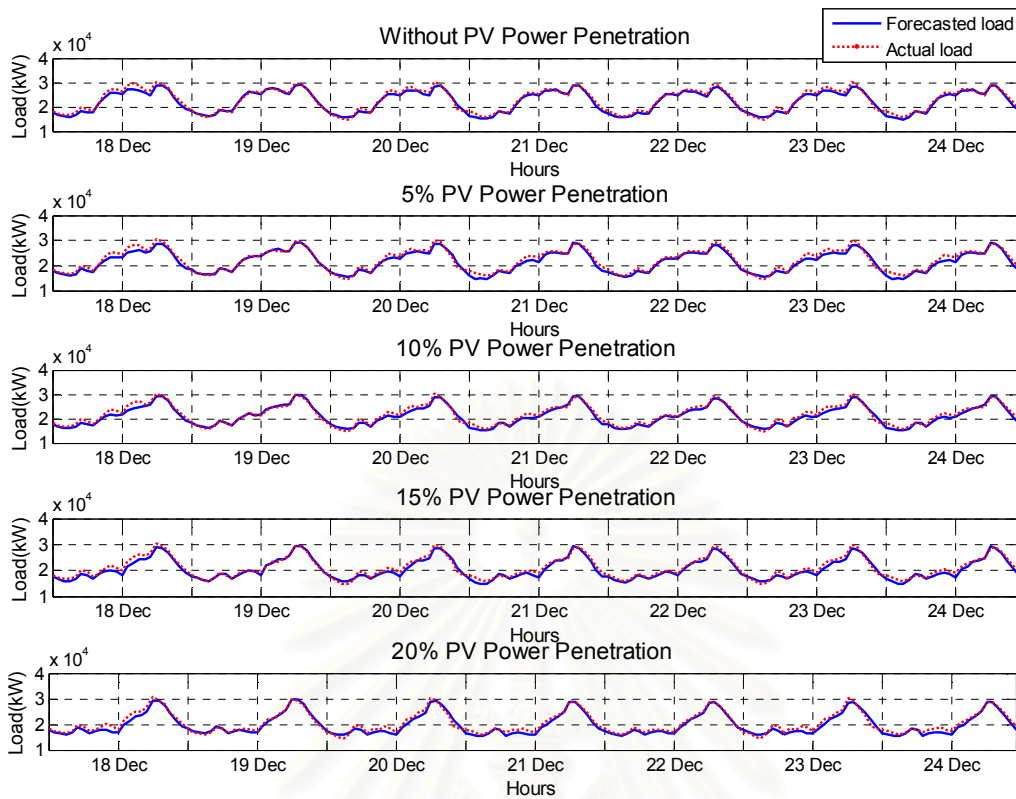 Forecasted load
Actual load
Without PV Power Penetration
x 10^4
Load(kW)
4
3
2
1
18 Dec 19 Dec 20 Dec 21 Dec 22 Dec 23 Dec 24 Dec
Hours
5% PV Power Penetration
x 10^4
Load(kW)
4
3
2
1
18 Dec 19 Dec 20 Dec 21 Dec 22 Dec 23 Dec 24 Dec
Hours
10% PV Power Penetration
x 10^4
Load(kW)
4
3
2
1
18 Dec 19 Dec 20 Dec 21 Dec 22 Dec 23 Dec 24 Dec
Hours
15% PV Power Penetration
x 10^4
Load(kW)
4
3
2
1
18 Dec 19 Dec 20 Dec 21 Dec 22 Dec 23 Dec 24 Dec
Hours
20% PV Power Penetration
x 10^4
Load(kW)
4
3
2
1
18 Dec 19 Dec 20 Dec 21 Dec 22 Dec 23 Dec 24 Dec
Hours